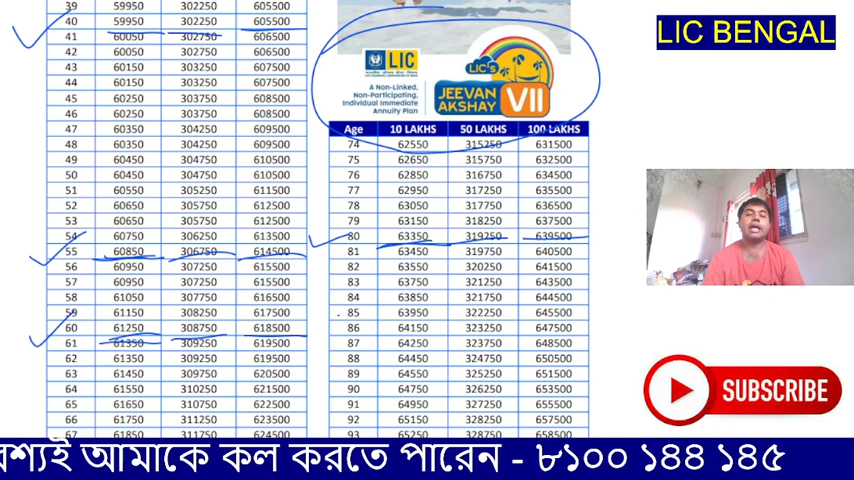 LIC BENGAL
39 59950 302250 605500
40 59950 302250 605500
41 60050 302750 606500
42 60050 302750 606500
43 60150 303250 607500
44 60150 303250 607500
45 60250 303750 608500
46 60250 303750 608500
47 60350 304250 609500
48 60350 304250 609500
49 60450 304750 610500
50 60450 304750 610500
51 60550 305250 611500
52 60650 305750 612500
53 60650 305750 612500
54 60750 306250 613500
55 60850 306750 614500
56 60950 307250 615500
57 60950 307250 615500
58 61050 307750 616500
59 61150 308250 617500
60 61250 308750 618500
61 61350 309250 619500
62 61350 309250 619500
63 61450 309750 620500
64 61550 310250 621500
65 61650 310750 622500
66 61750 311250 623500
67 61850 311750 624500
LIC
LIC's
A Non-Linked,
Non-Participating,
Individual Immediate
Annuity Plan
JEEVAN
AKSHAY VII
Age 10 LAKHS 50 LAKHS 100 LAKHS
74 62550 315250 631500
75 62650 315750 632500
76 62850 316750 634500
77 62950 317250 635500
78 63050 317750 636500
79 63150 318250 637500
80 63350 319250 639500
81 63450 319750 640500
82 63550 320250 641500
83 63750 321250 643500
84 63850 321750 644500
85 63950 322250 645500
86 64150 323250 647500
87 64250 323750 648500
88 64450 324750 650500
89 64550 325250 651500
90 64750 326250 653500
91 64950 327250 655500
92 65150 328250 657500
93 65250 328750 658500
SUBSCRIBE
আমাকে কল করতে পারেন - ৮১০০ ১৪৪ ১৪৫